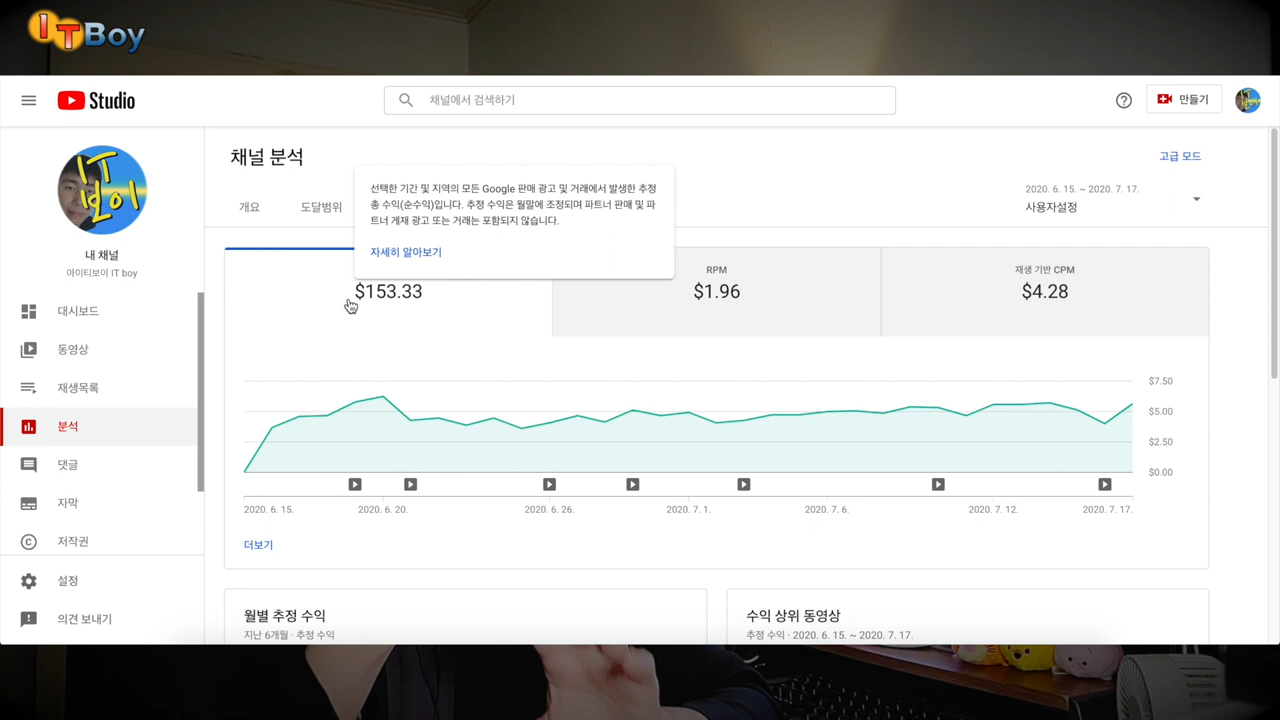 IT Boy
Studio
채널에서 검색하기
만들기
IT
보이
내 채널
아이티보이 IT boy
대시보드
동영상
재생목록
분석
댓글
자막
저작권
설정
의견 보내기
채널 분석
고급 모드
개요
도달범위
2020. 6. 15. ~ 2020. 7. 17.
사용자설정
선택한 기간 및 지역의 모든 Google 판매 광고 및 거래에서 발생한 추정
총 수익(순수익)입니다. 추정 수익은 월말에 조정되며 파트너 판매 및 파
트너 게재 광고 또는 거래는 포함되지 않습니다.
자세히 알아보기
$153.33
RPM
$1.96
재생 기반 CPM
$4.28
$7.50
$5.00
$2.50
$0.00
2020. 6. 15.
2020. 6. 20.
2020. 6. 26.
2020. 7. 1.
2020. 7. 6.
2020. 7. 12.
2020. 7. 17.
더보기
월별 추정 수익
지난 6개월 · 추정 수익
수익 상위 동영상
추정 수익 · 2020. 6. 15. ~ 2020. 7. 17.